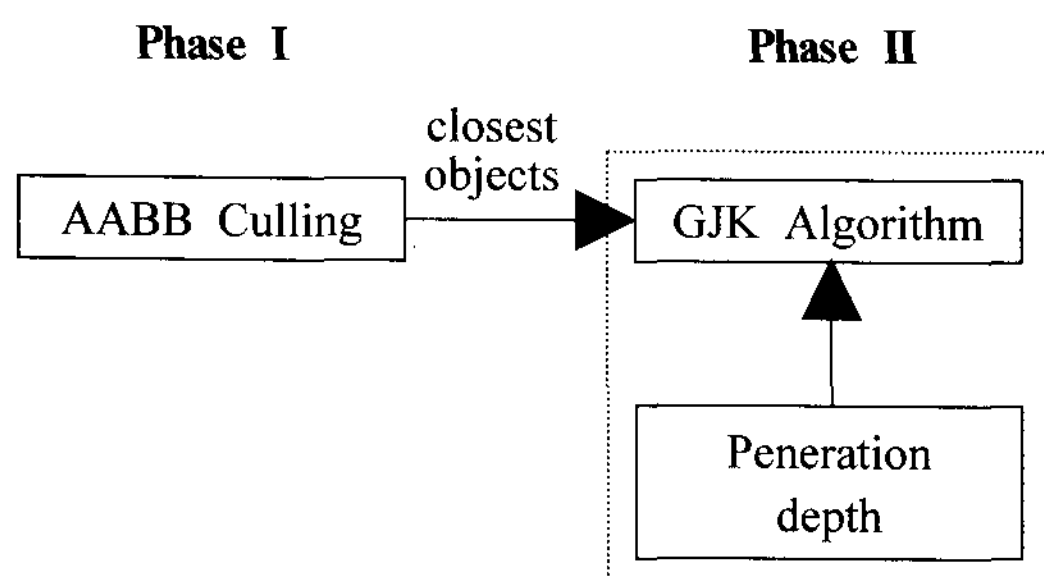 Phase I
Phase II
closest
objects
AABB Culling
GJK Algorithm
Peneration
depth